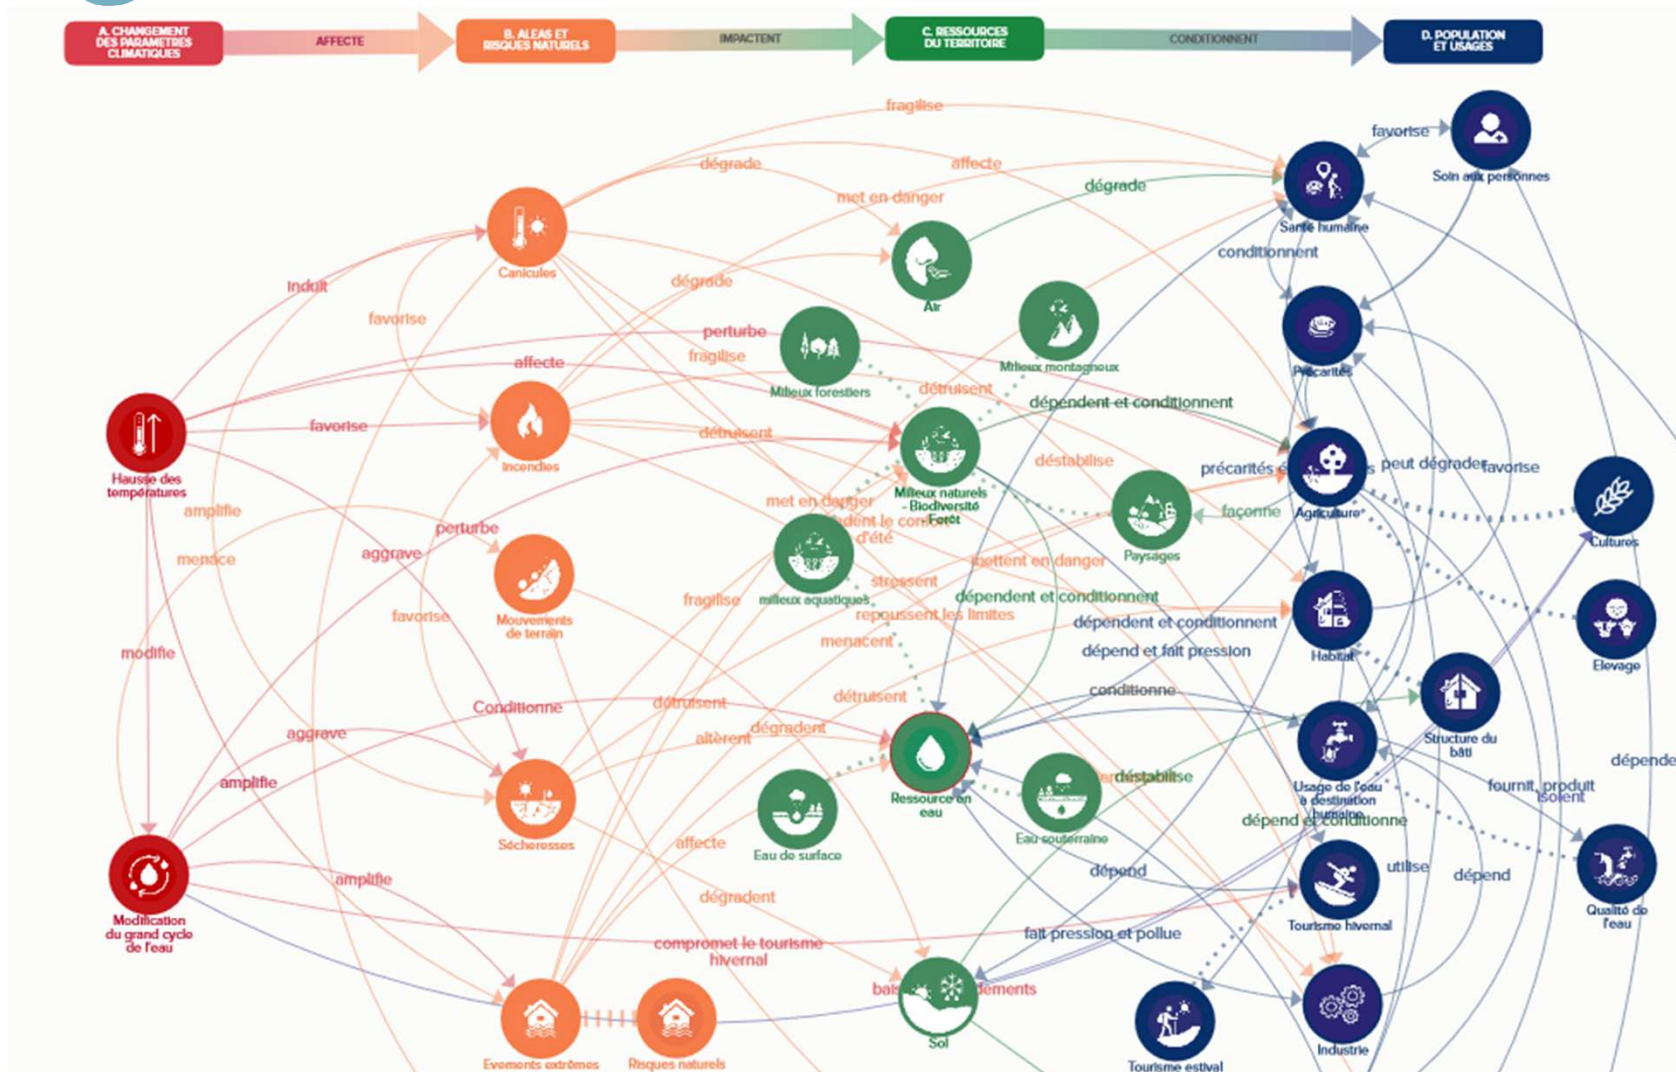 A. CHANGEMENT
DES PARAMETRES
CLIMATIQUES
AFFECTE
B. ALEAS ET
RISQUES NATURELS
IMPACTENT
C. RESSOURCES
DU TERRITOIRE
CONDITIONNENT
D. POPULATION
ET USAGES
fragilise
favorise
dégrade
affecte
Soin aux personnes
dégrade
met en danger
Santé humaine
conditionnent
Canicules
dégrade
induit
Air
favorise
perturbe
fragilise
affecte
Milieux forestiers
Milieux montagneux
Précarités
détruisent
dépendent et conditionnent
favorise
détruisent
Incendies
déstabilise
précarités
peut dégrader
favorise
Hausse des
températures
Milieux naturels
- Biodiversité
Forêt
met en danger
amplifie
façonne
Agriculture*
perturbe
d'été
Cultures
aggrave
menace
Paysages
mettent en danger
stressent
milieux aquatiques
fragilise
dépendent et conditionnent
favorise
Mouvements
de terrain
repoussent les limites
dépendent et conditionnent
menacent
modifie
dépend et fait pression
Habitat
Elevage
conditionne
détruisent
détruisent
Conditionne
dégradent
altèrent
aggrave
Structure du
bâti
dépende
déstabilise
amplifie
Usage de l'eau
à destination
humaine
fournit, produit
isolent
Ressource en
eau
dépend et conditionne
Eau souterraine
Sécheresses
affecte
Eau de surface
amplifie
dépend
utilise
dépend
dégradent
Modification
du grand cycle
de l'eau
Qualité de
l'eau
Tourisme hivernal
fait pression et pollue
compromet le tourisme
hivernal
Sol
Industrie
Evements extrêmes
Risques naturels
Tourisme estival